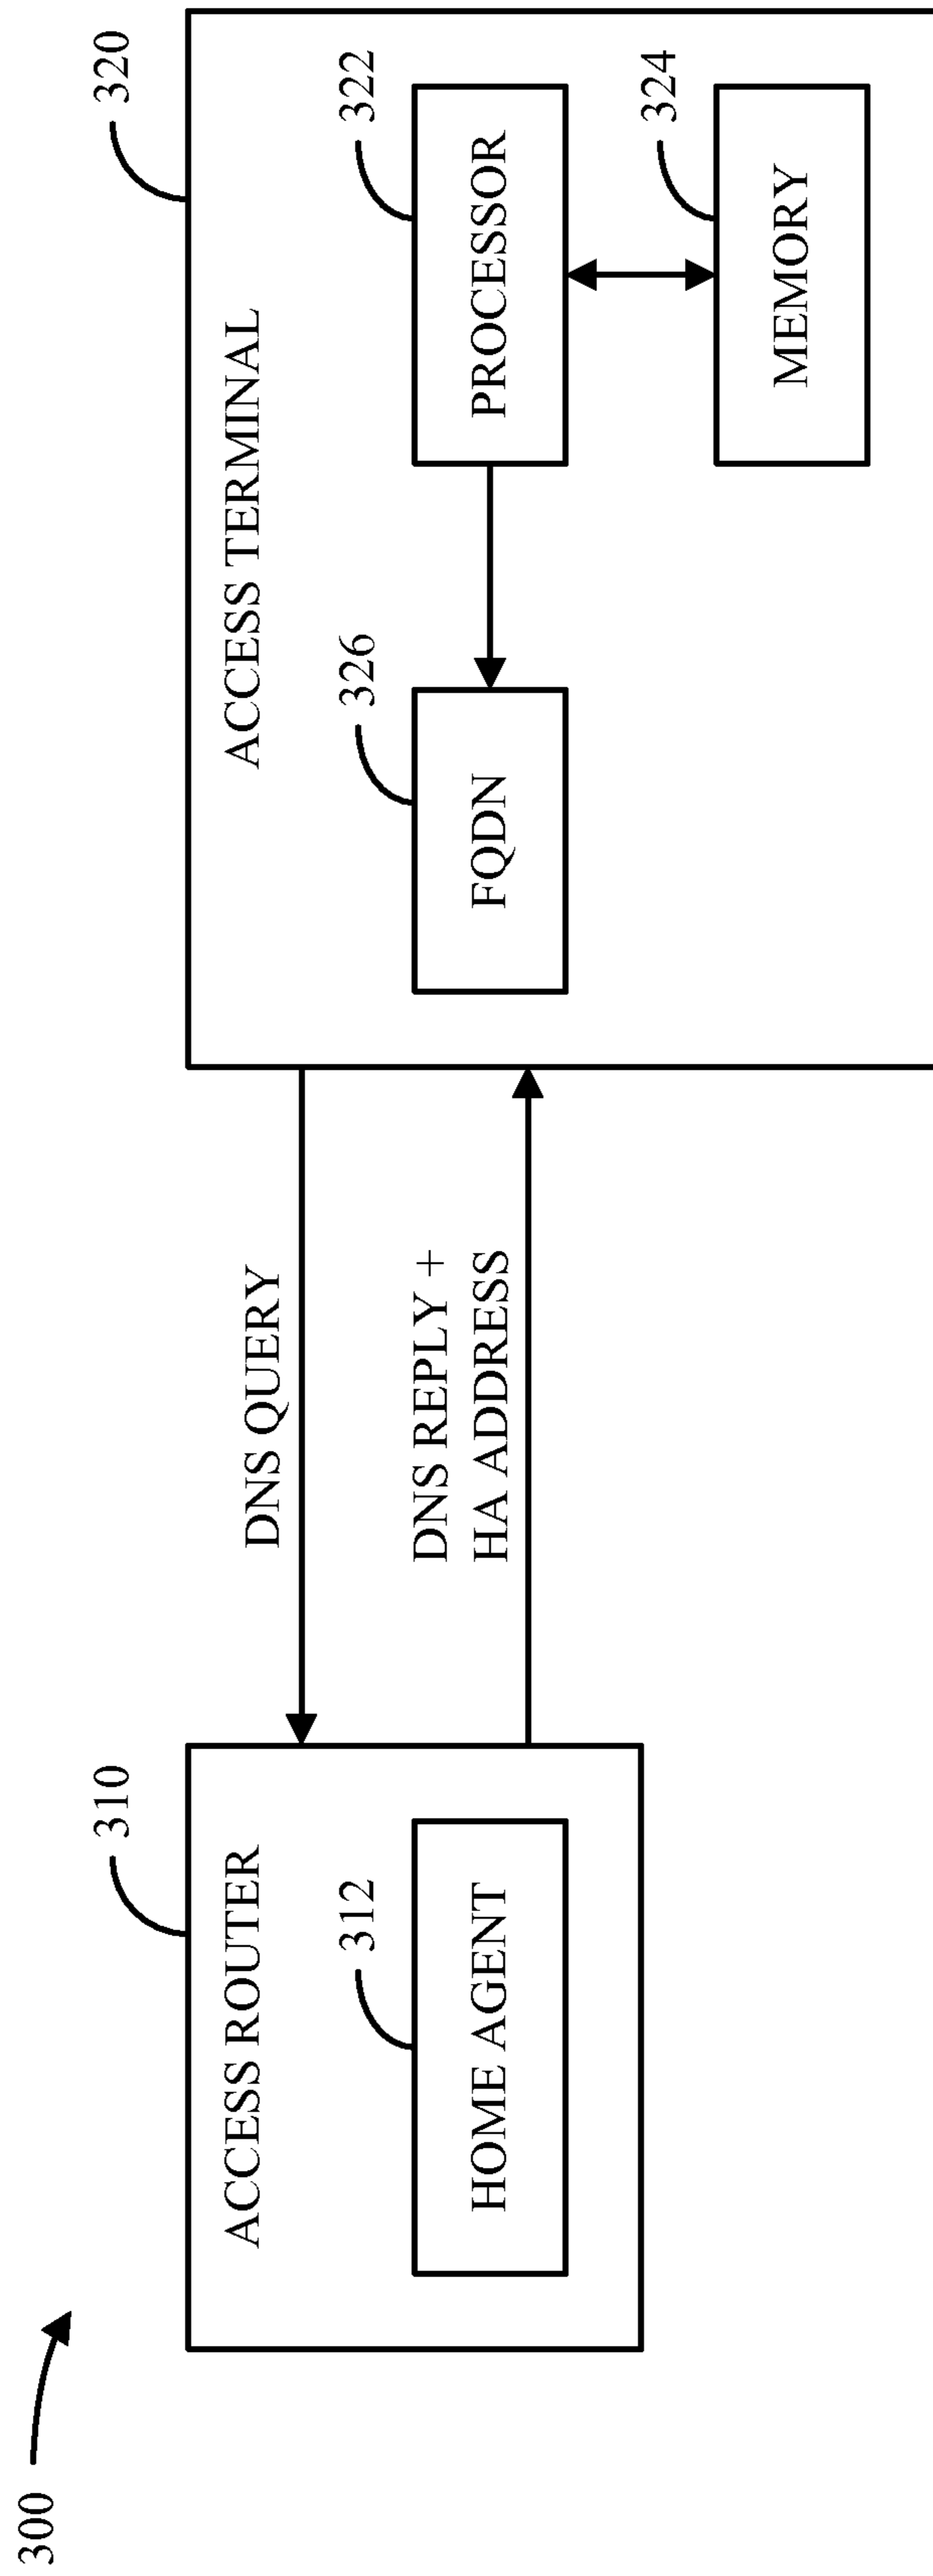 300
310
ACCESS ROUTER
312
HOME AGENT
DNS QUERY
DNS REPLY +
HA ADDRESS
320
ACCESS TERMINAL
326
FQDN
322
PROCESSOR
324
MEMORY